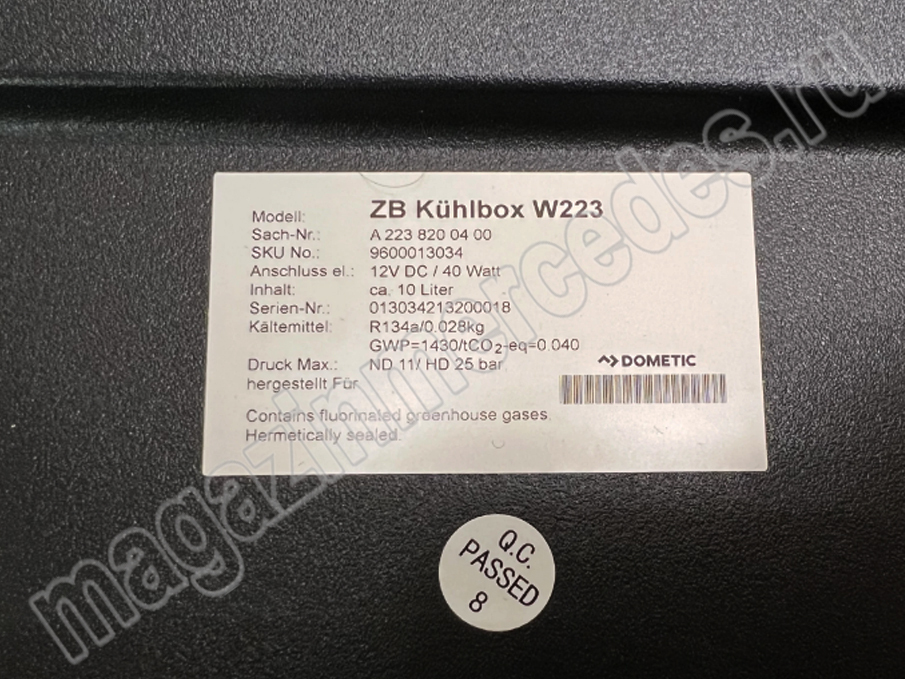 Modell: ZB Kühlbox W223
Sach-Nr.: A 223 820 04 00
SKU No.: 9600013034
Anschluss el.: 12V DC / 40 Watt
Inhalt: ca. 10 Liter
Serien-Nr.: 013034213200018
Kältemittel: R134a/0.028kg
GWP=1430/tCO2-eq=0.040
Druck Max.: ND 11/ HD 25 bar
hergestellt Für
DOMETIC
Contains fluorinated greenhouse gases.
Hermetically sealed.
Q.C.
PASSED
8
magazinmercedes.ru